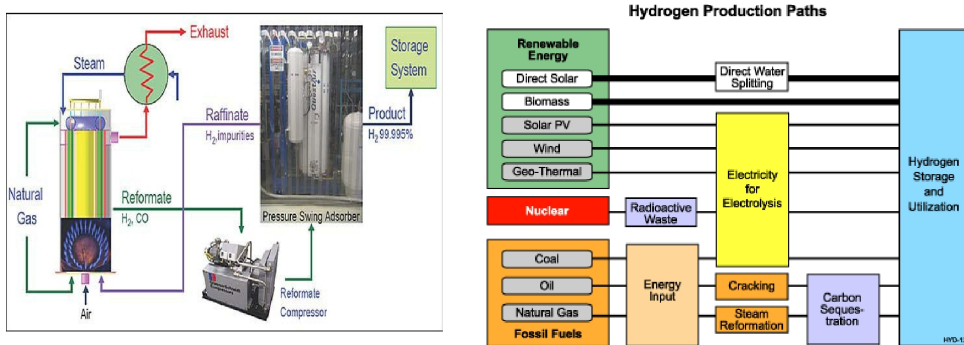 Exhaust
Steam
Storage
System
Raffinate
H2,impurities
Product
H2 99.995%
Natural
Gas
Reformate
H2, CO
Pressure Swing Adsorber
Reformate
Compressor
Air
Hydrogen Production Paths
Renewable
Energy
Direct Solar
Biomass
Solar PV
Wind
Geo-Thermal
Direct Water
Splitting
Electricity
for
Electrolysis
Nuclear
Radioactive
Waste
Coal
Oil
Natural Gas
Fossil Fuels
Energy
Input
Cracking
Steam
Reformation
Carbon
Seques-
tration
Hydrogen
Storage
and
Utilization